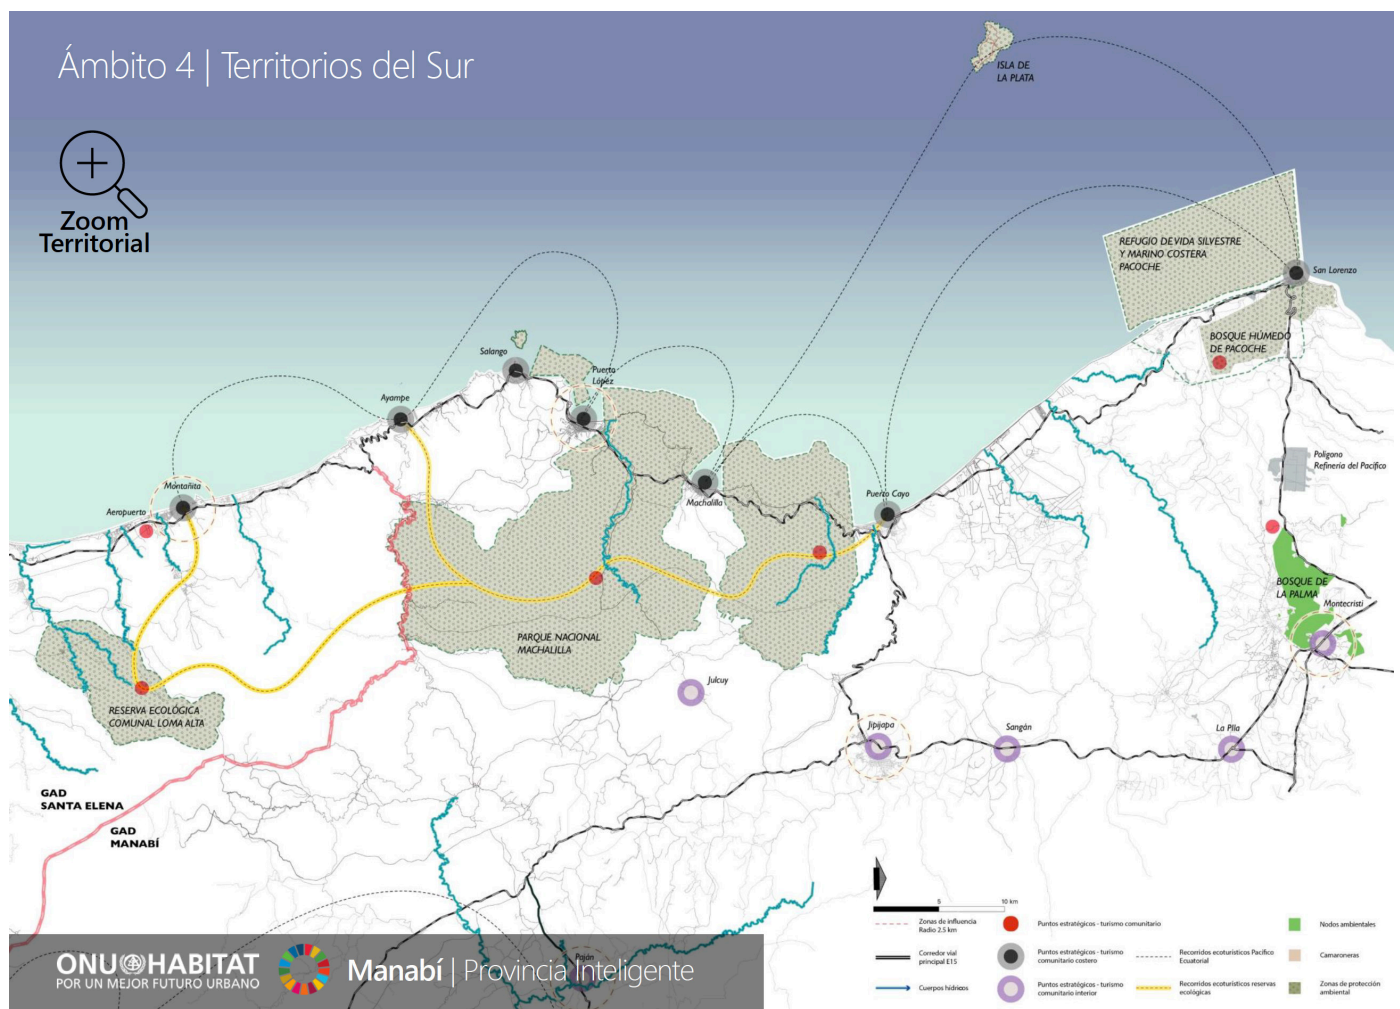 Ámbito 4 | Territorios del Sur
Zoom
Territorial
ISLA DE
LA PLATA
REFUGIO DE VIDA SILVESTRE
Y MARINO COSTERA
PACOCHE
San Lorenzo
BOSQUE HÚMEDO
DE PACOCHE
Salango
Puerto
López
Ayampe
Montañita
Aeropuerto
Machalilla
Puerto Cayo
Polígono
Refinería del Pacífico
BOSQUE DE
LA PALMA
Montecristi
PARQUE NACIONAL
MACHALILLA
Julcuy
RESERVA ECOLÓGICA
COMUNAL LOMA ALTA
Jipijapa
Sangán
La Plla
GAD
SANTA ELENA
GAD
MANABÍ
5
10 km
Zonas de influencia
Radio 2.5 km
Corredor vial
principal E15
Cuerpos hídricos
Puntos estratégicos - turismo comunitario
Puntos estratégicos - turismo
comunitario costero
Puntos estratégicos - turismo
comunitario interior
Recorridos ecoturísticos Pacífico
Ecuatorial
Recorridos ecoturísticos reservas
ecológicas
Nodos ambientales
Camaroneras
Zonas de protección
ambiental
Paján
ONU HABITAT
POR UN MEJOR FUTURO URBANO
Manabí | Provincia Inteligente